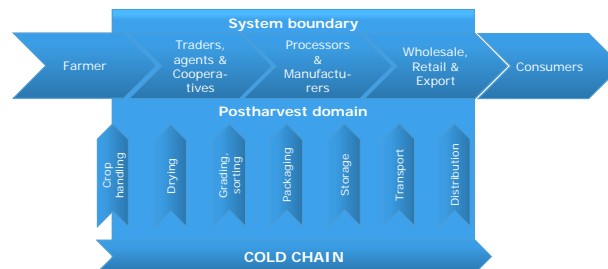 System boundary
Farmer
Traders,
agents &
Coopera-
tives
Processors
&
Manufactu-
rers
Wholesale,
Retail &
Export
Consumers
Postharvest domain
Crop
handling
Drying
Grading,
sorting
Packaging
Storage
Transport
Distribution
COLD CHAIN